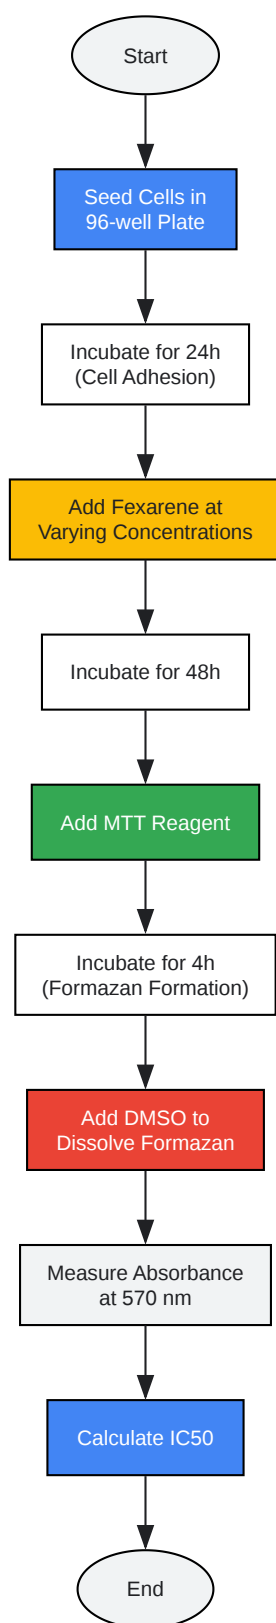 Start
Seed Cells in
96-well Plate
Incubate for 24h
(Cell Adhesion)
Add Fexarene at
Varying Concentrations
Incubate for 48h
Add MTT Reagent
Incubate for 4h
(Formazan Formation)
Add DMSO to
Dissolve Formazan
Measure Absorbance
at 570 nm
Calculate IC50
End